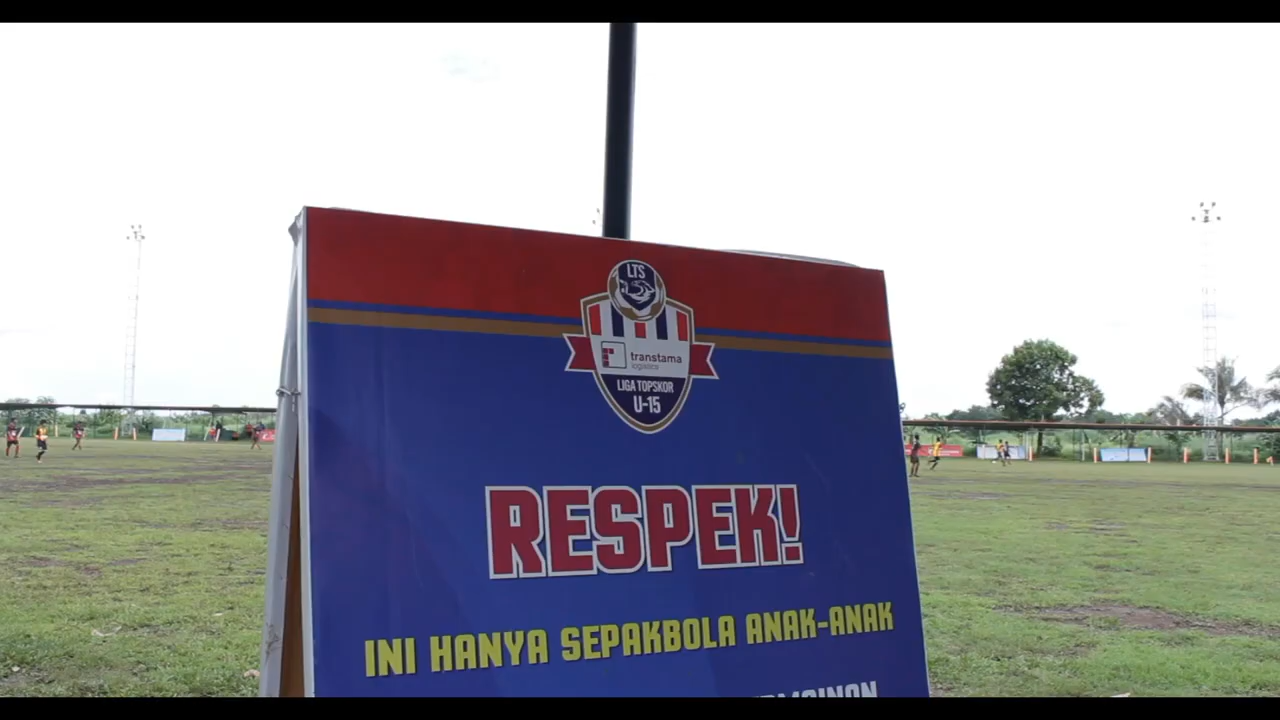 LTS
transtama
logistics
LIGA TOPSKOR
U-15
RESPEK!
INI HANYA SEPAKBOLA ANAK-ANAK